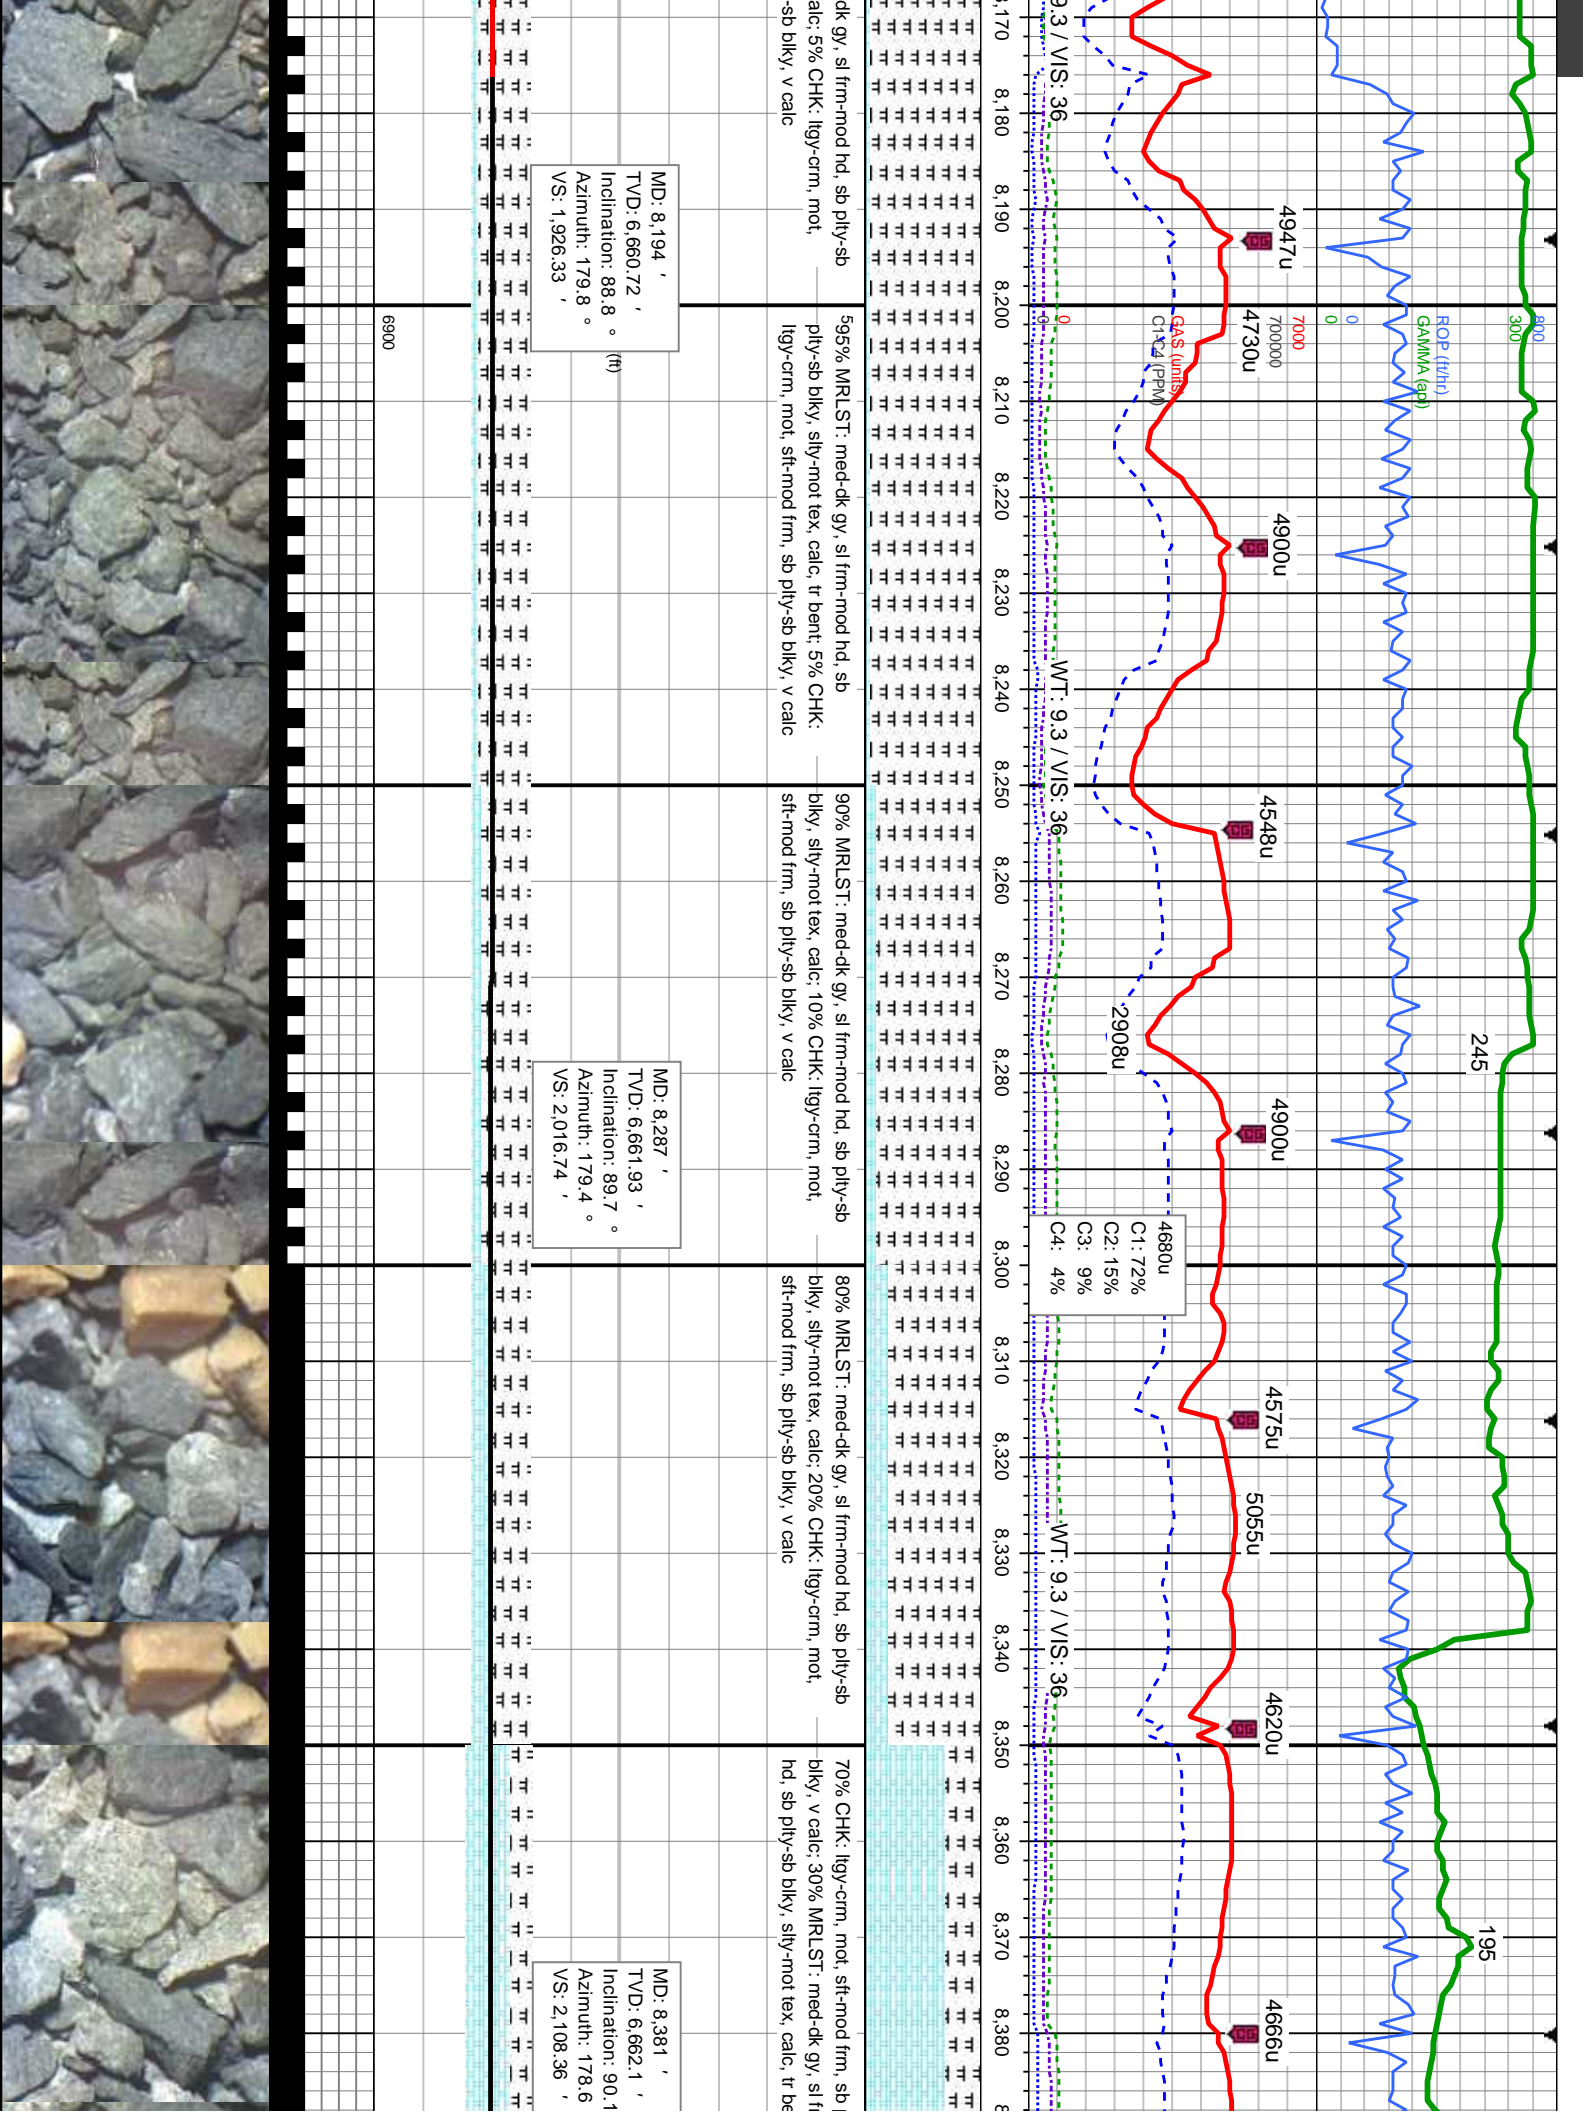 ROP (ft/hr)
GAMMA (api)
800
300
0
0
245
195
4947u
4900u
4548u
4900u
4575u
5055u
4620u
4666u
4730u
2908u
7000
700000
GAS (units)
C1-C4 (PPM)
0
0
4680u
C1: 72%
C2: 15%
C3: 9%
C4: 4%
9.3 / VIS: 36
WT: 9.3 / VIS: 36
WT: 9.3 / VIS: 36
8,170
8,180
8,190
8,200
8,210
8,220
8,230
8,240
8,250
8,260
8,270
8,280
8,290
8,300
8,310
8,320
8,330
8,340
8,350
8,360
8,370
8,380
dk gy, sl frm-mod hd, sb plty-sb
alc; 5% CHK: ltgy-crm, mot,
-sb blky, v calc
95% MRLST: med-dk gy, sl frm-mod hd, sb
plty-sb blky, slty-mot tex, calc, tr bent; 5% CHK:
ltgy-crm, mot, sft-mod frm, sb plty-sb blky, v calc
90% MRLST: med-dk gy, sl frm-mod hd, sb plty-sb
blky, slty-mot tex, calc; 10% CHK: ltgy-crm, mot,
sft-mod frm, sb plty-sb blky, v calc
80% MRLST: med-dk gy, sl frm-mod hd, sb plty-sb
blky, slty-mot tex, calc; 20% CHK: ltgy-crm, mot,
sft-mod frm, sb plty-sb blky, v calc
70% CHK: ltgy-crm, mot, sft-mod frm, sb
blky, v calc; 30% MRLST: med-dk gy, sl
hd, sb plty-sb blky, slty-mot tex, calc, tr
MD: 8,194 '
TVD: 6,660.72 '
Inclination: 88.8 °
Azimuth: 179.8 °
VS: 1,926.33 '
(ft)
MD: 8,287 '
TVD: 6,661.93 '
Inclination: 89.7 °
Azimuth: 179.4 °
VS: 2,016.74 '
MD: 8,381 '
TVD: 6,662.1 '
Inclination: 90.1
Azimuth: 178.6
VS: 2,108.36 '
6900